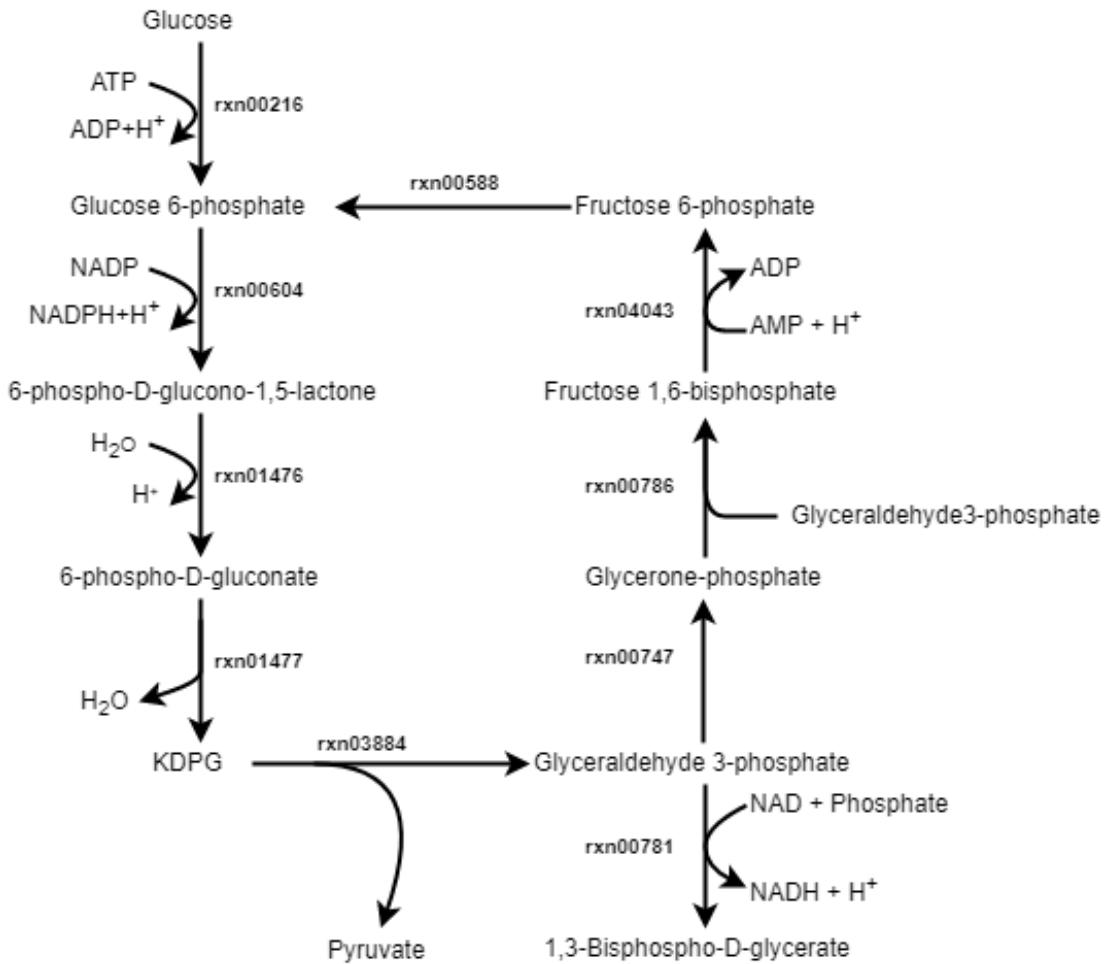 Glucose
ATP
rxn00216
ADP+H+
rxn00588
Glucose 6-phosphate
Fructose 6-phosphate
NADP
rxn00604
NADPH+H+
ADP
rxn04043
AMP + H+
6-phospho-D-glucono-1,5-lactone
Fructose 1,6-bisphosphate
H2O
rxn01476
H+
rxn00786
Glyceraldehyde3-phosphate
6-phospho-D-gluconate
Glycerone-phosphate
rxn01477
H2O
rxn00747
rxn03884
KDPG
Glyceraldehyde 3-phosphate
NAD + Phosphate
rxn00781
NADH + H+
Pyruvate
1,3-Bisphospho-D-glycerate